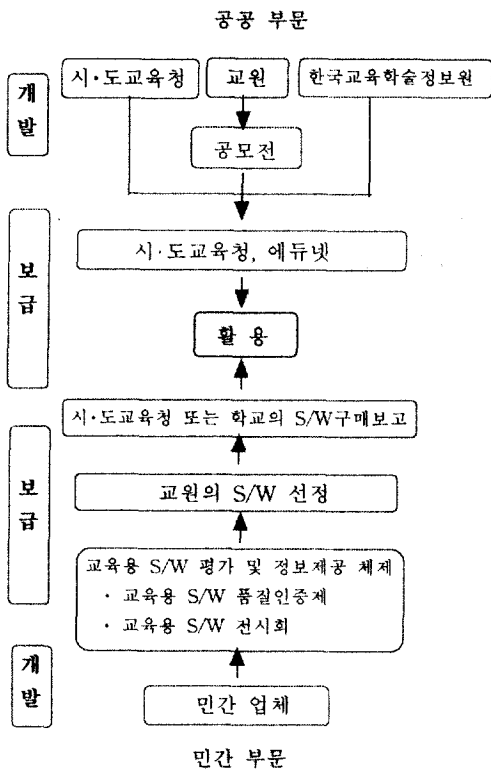 공공 부문
개발
시·도교육청
교원
한국교육학술정보원
공모전
보급
시·도교육청, 에듀넷
활 용
시·도교육청 또는 학교의 S/W구매보고
보급
교원의 S/W 선정
교육용 S/W 평가 및 정보제공 체제
· 교육용 S/W 품질인증제
· 교육용 S/W 전시회
개발
민간 업체
민간 부문